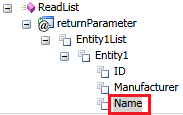 ReadList
returnParameter
Entity1List
Entity1
ID
Manufacturer
Name